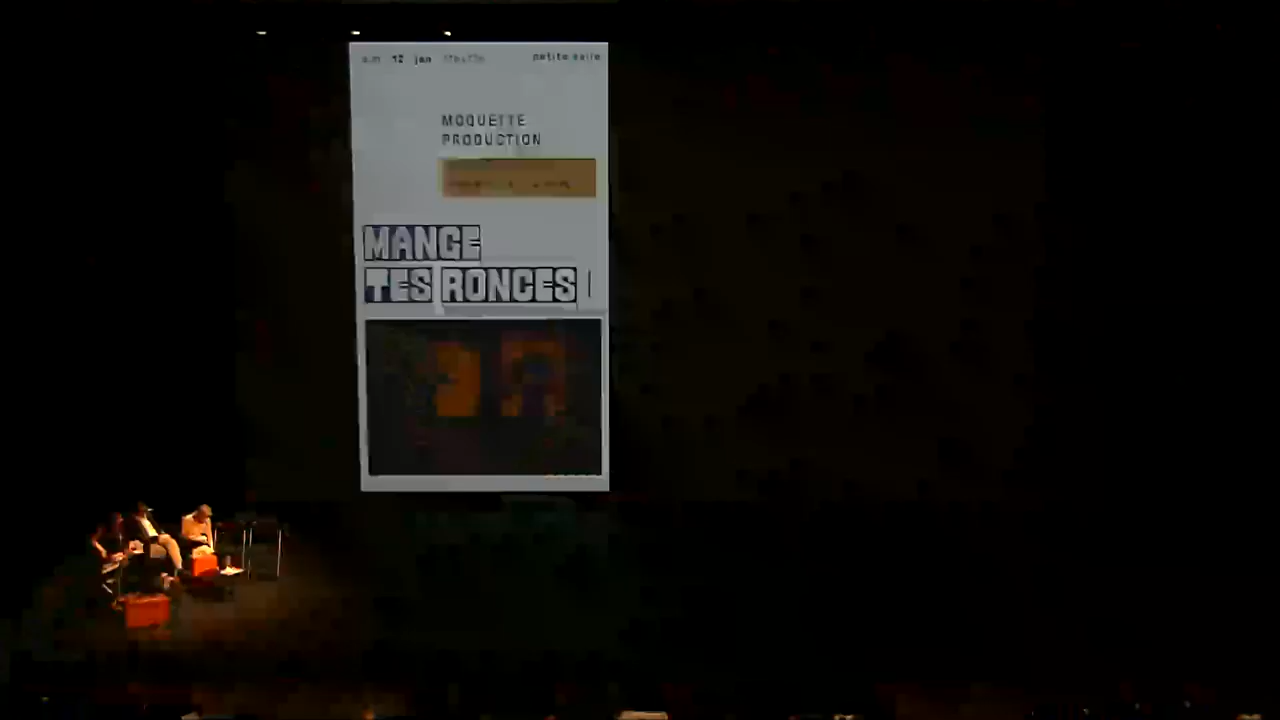 12 jan
petite salle
MOQUETTE
PRODUCTION
MANGE
TES RONCES